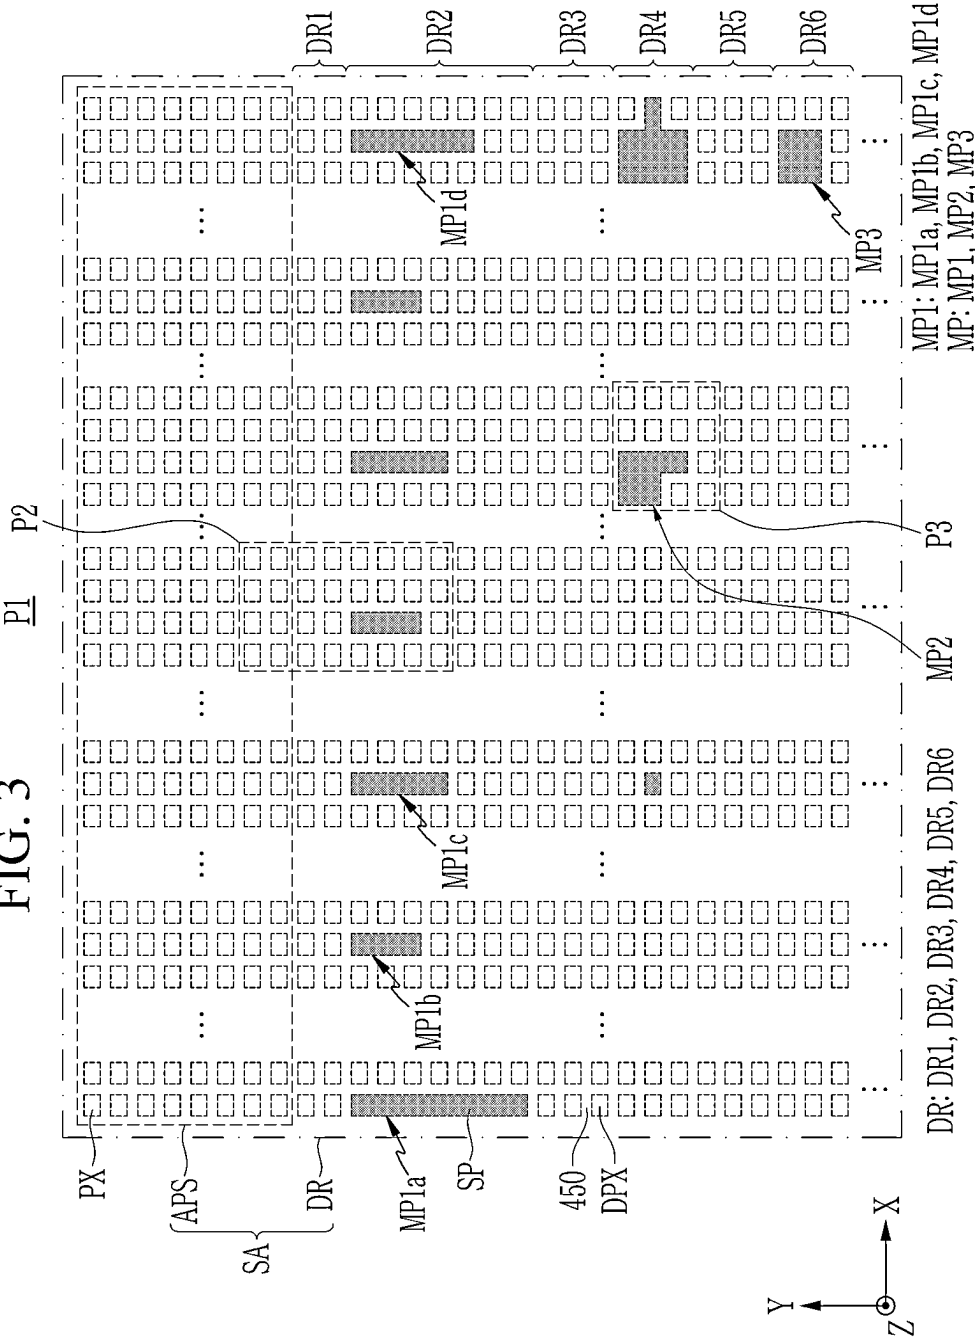 FIG. 3
P1
P2
PX
APS
SA
DR
MP1a
SP
450
DPX
MP1b
MP1c
MP1d
MP2
P3
MP3
DR1
DR2
DR3
DR4
DR5
DR6
X
Y
Z
DR: DR1, DR2, DR3, DR4, DR5, DR6
MP1: MP1a, MP1b, MP1c, MP1d
MP: MP1, MP2, MP3